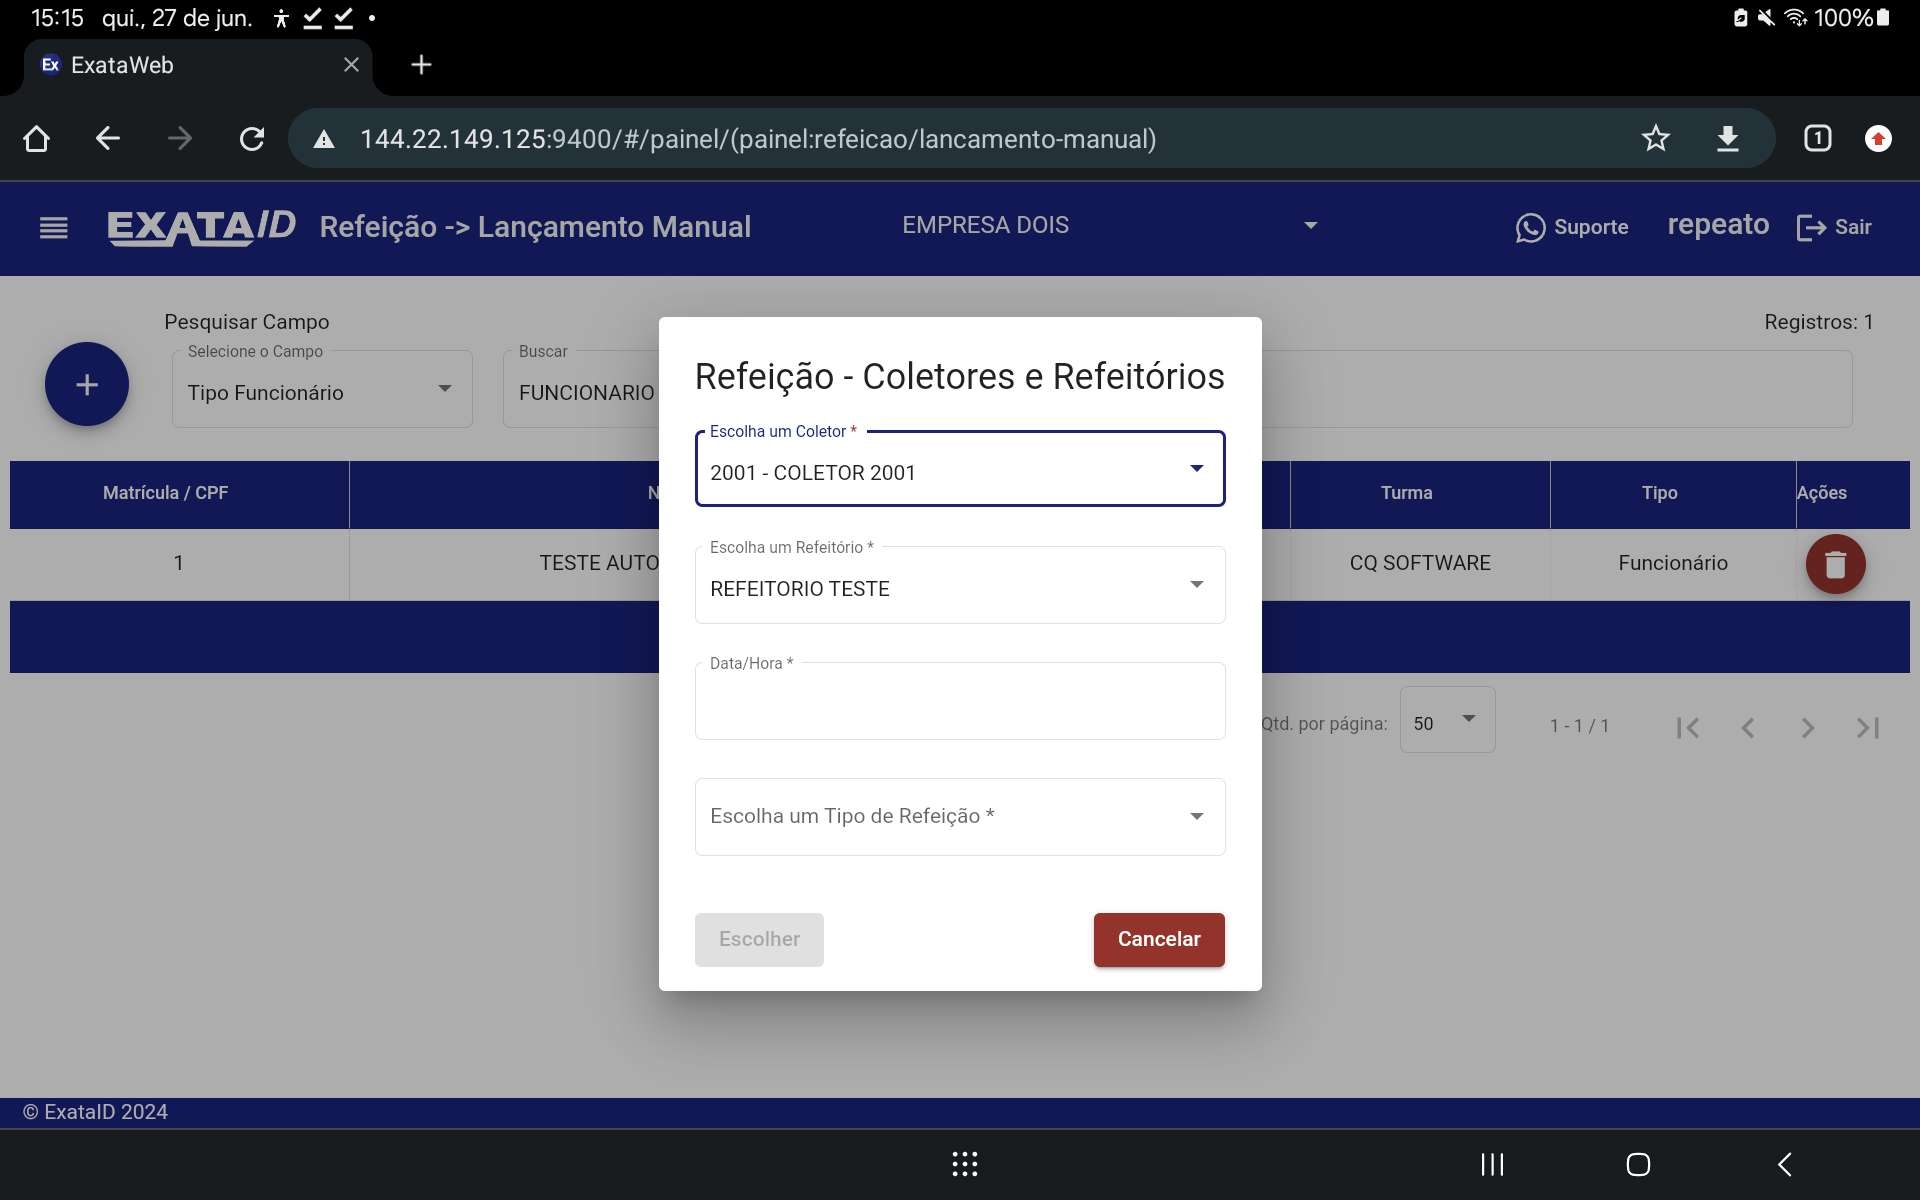 15:15 qui., 27 de jun. 100%
Ex ExataWeb
144.22.149.125:9400/#/painel/(painel:refeicao/lancamento-manual) 1
EXATAID Refeição -> Lançamento Manual EMPRESA DOIS Suporte repeato Sair
Pesquisar Campo Registros: 1
Selecione o Campo Buscar
Tipo Funcionário FUNCIONARIO
Refeição - Coletores e Refeitórios
Escolha um Coletor *
2001 - COLETOR 2001
Matrícula / CPF N Turma Tipo Ações
Escolha um Refeitório *
1 TESTE AUTO CQ SOFTWARE Funcionário
REFEITORIO TESTE
Data/Hora *
Qtd. por página: 50 1 - 1 / 1
Escolha um Tipo de Refeição *
Escolher Cancelar
© ExataID 2024